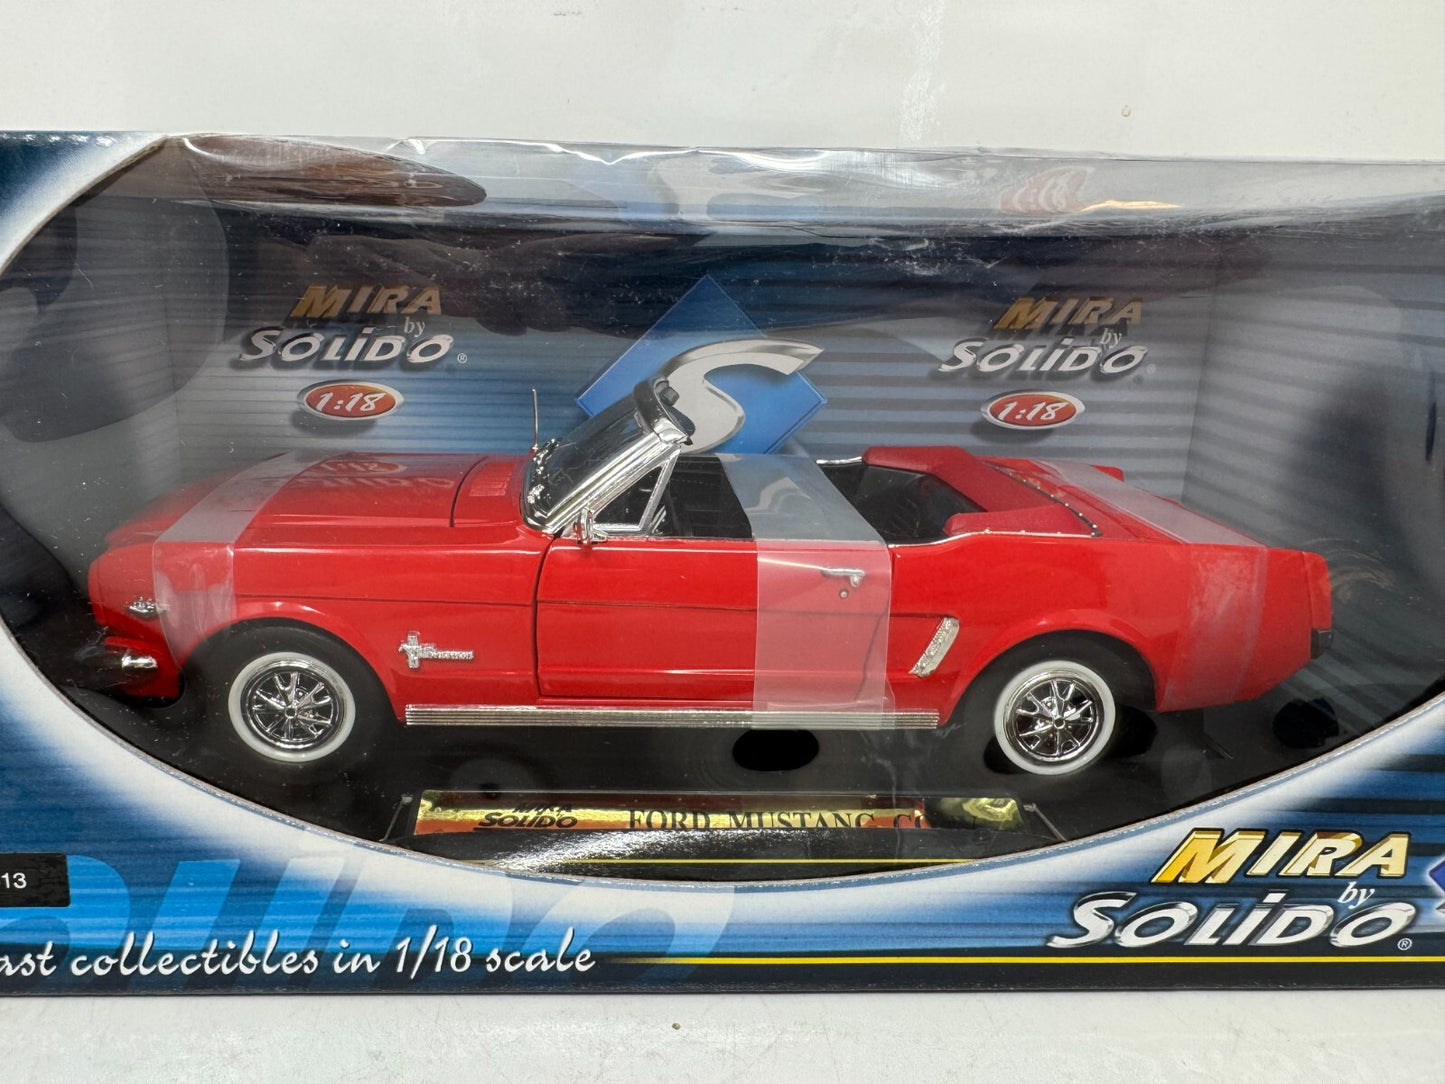 MIRA
by
SOLIDO®
1:18
MIRA
by
SOLIDO®
1:18
S
MIRA
SOLIDO
FORD MUSTANG
13
MIRA
by
SOLIDO®
ast collectibles in 1/18 scale